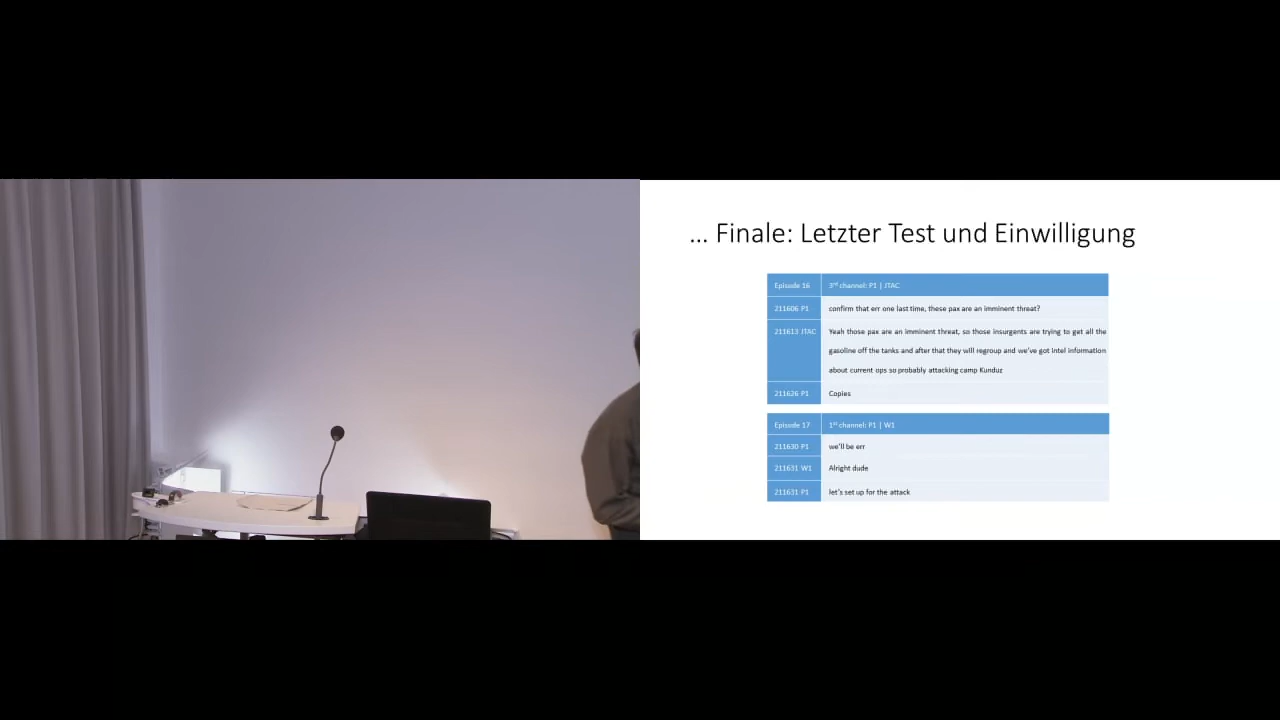 ... Finale: Letzter Test und Einwilligung
Episode 16 3rd channel: P1 | JTAC
211606 P1 confirm that err one last time, these pax are an imminent threat?
211613 JTAC Yeah those pax are an imminent threat, so those insurgents are trying to get all the
gasoline off the tanks and after that they will regroup and we've got intel information
about current ops so probably attacking camp Kunduz
211626 P1 Copies
Episode 17 1st channel: P1 | W1
211630 P1 we'll be err
211631 W1 Alright dude
211631 P1 let's set up for the attack